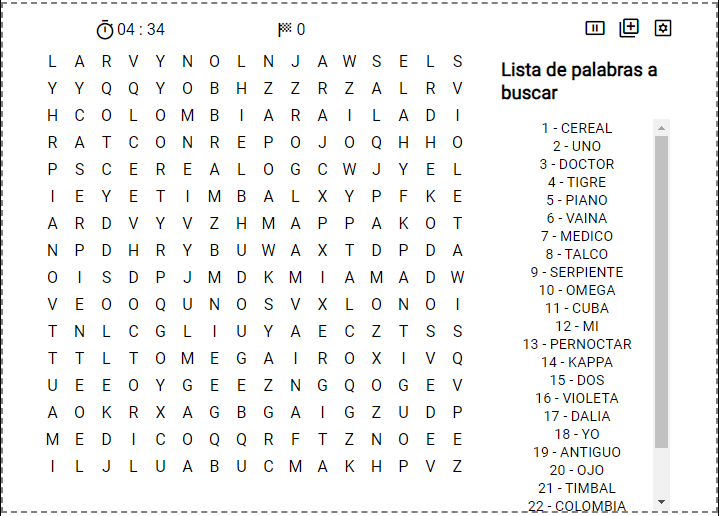 04 : 34
0
L A R V Y N O L N J A W S E L S
Y Y Q Q Y O B H Z Z R Z A L R V
H C O L O M B I A R A I L A D I
R A T C O N R E P O J O Q H H O
P S C E R E A L O G C W J Y E L
I E Y E T I M B A L X Y P F K E
A R D V Y V Z H M A P P A K O T
N P D H R Y B U W A X T D P D A
O I S D P J M D K M I A M A D W
V E O O Q U N O S V X L O N O I
T N L C G L I U Y A E C Z T S S
T T L T O M E G A I R O X I V Q
U E E O Y G E E Z N G Q O G E V
A O K R X A G B G A I G Z U D P
M E D I C O Q Q R F T Z N O E E
I L J L U A B U C M A K H P V Z
Lista de palabras a
buscar
1 - CEREAL
2 - UNO
3 - DOCTOR
4 - TIGRE
5 - PIANO
6 - VAINA
7 - MEDICO
8 - TALCO
9 - SERPIENTE
10 - OMEGA
11 - CUBA
12 - MI
13 - PERNOCTAR
14 - KAPPA
15 - DOS
16 - VIOLETA
17 - DALIA
18 - YO
19 - ANTIGUO
20 - OJO
21 - TIMBAL
22 - COLOMBIA